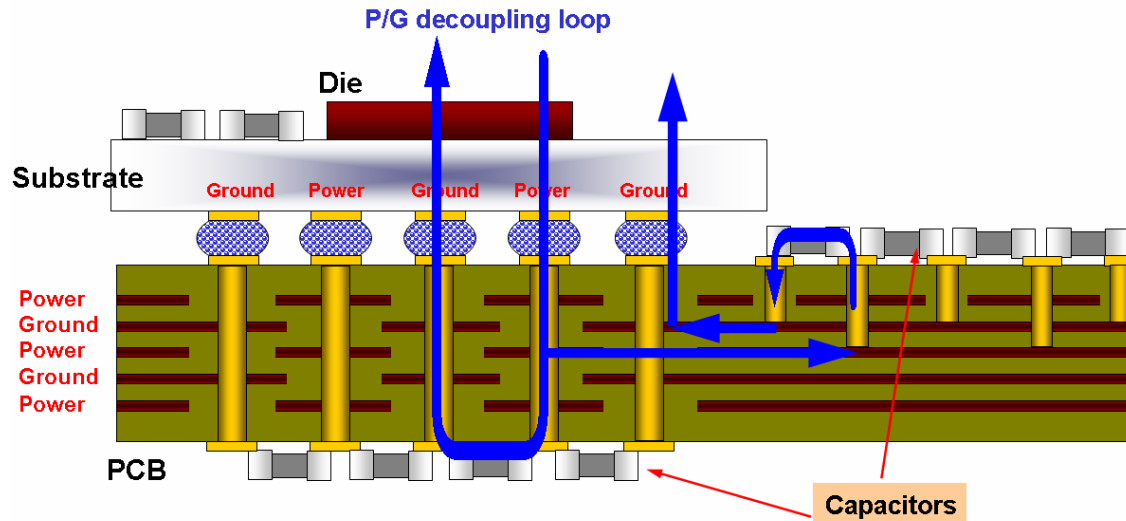 P/G decoupling loop
Die
Substrate
Ground Power Ground Power Ground
Power
Ground
Power
Ground
Power
PCB
Capacitors